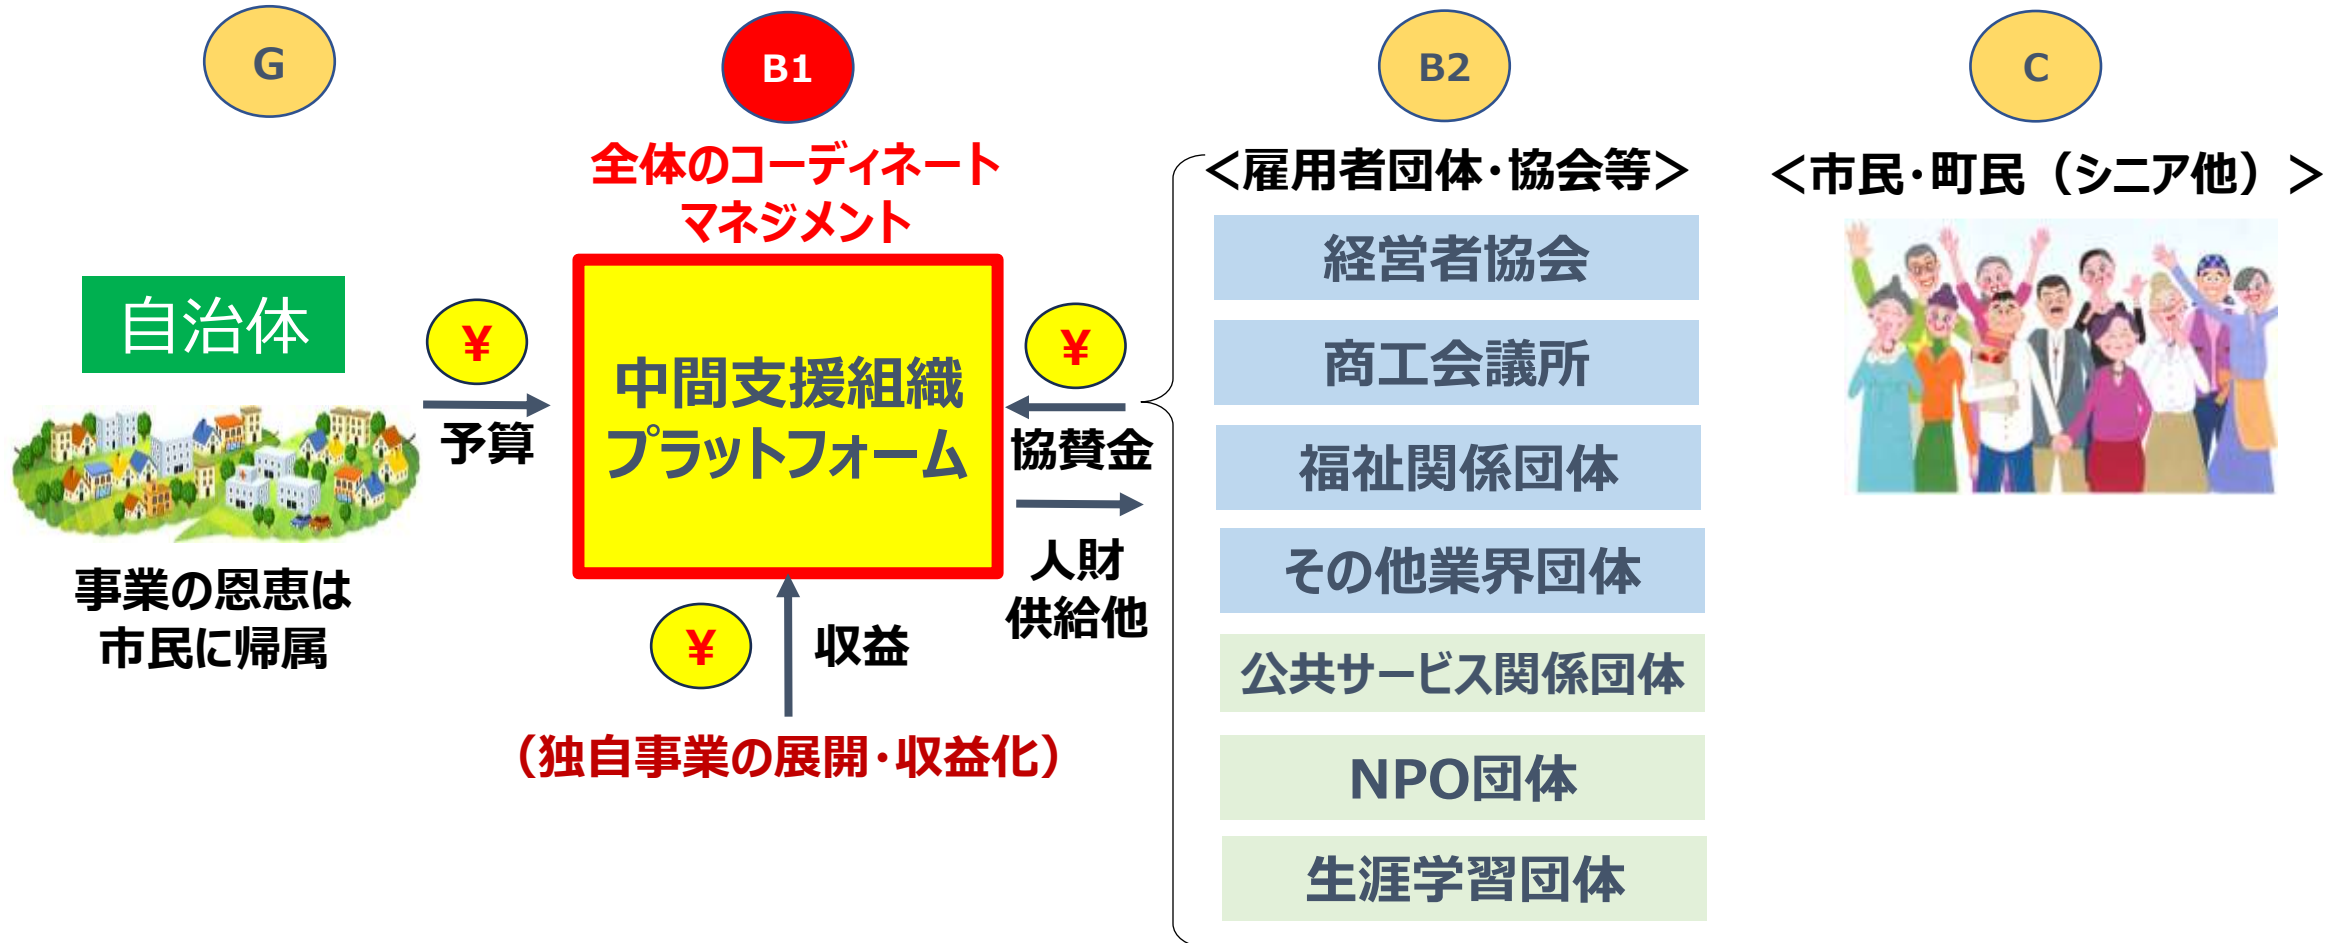 G
B1
B2
C
全体のコーディネート
マネジメント
＜雇用者団体・協会等＞
＜市民・町民（シニア他）＞
自治体
¥
予算
中間支援組織
プラットフォーム
¥
協賛金
人財
供給他
事業の恩恵は
市民に帰属
¥
収益
（独自事業の展開・収益化）
経営者協会
商工会議所
福祉関係団体
その他業界団体
公共サービス関係団体
NPO団体
生涯学習団体